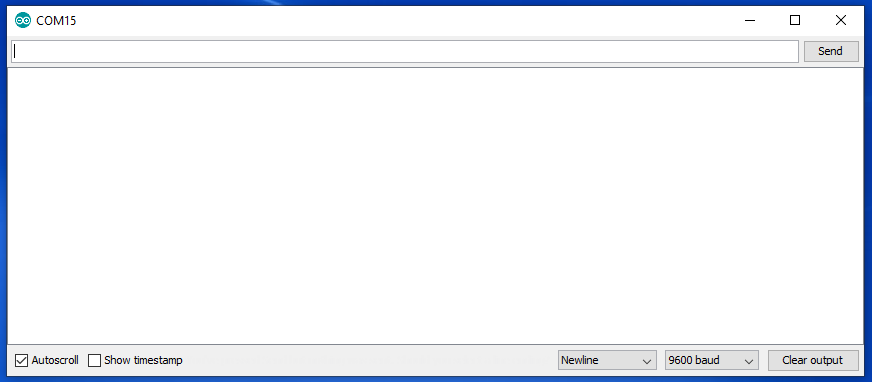 COM15
Send
Autoscroll Show timestamp Newline 9600 baud Clear output